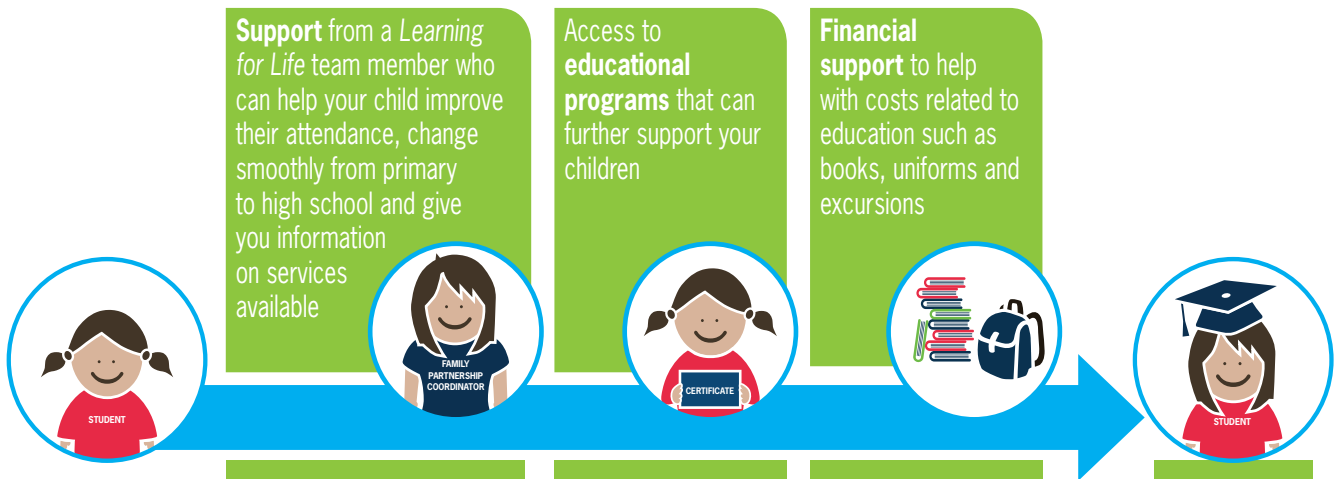 Support from a Learning
for Life team member who
can help your child improve
their attendance, change
smoothly from primary
to high school and give
you information
on services
available
Access to
educational
programs that can
further support your
children
Financial
support to help
with costs related to
education such as
books, uniforms and
excursions
STUDENT
FAMILY
PARTNERSHIP
COORDINATOR
CERTIFICATE
STUDENT